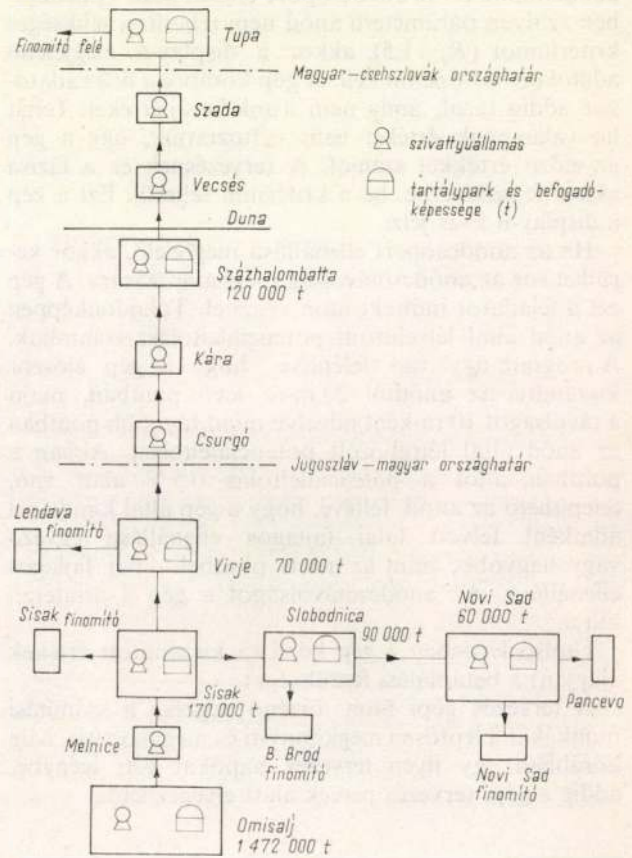 Tupa
Finomító felé
Magyar–csehszlovák országhatár
Szada
szivattyúállomás
Vecsés
tartálypark és befogadó-
képessége (t)
Duna
Százhalombatta
120 000 t
Kára
Csurgó
Jugoszláv–magyar országhatár
Lendava
finomító
Virje 70 000 t
Sisak finomító
Slobodnica
90 000 t
Novi Sad
60 000 t
Sisak
170 000 t
Pancevo
Melnice
B. Brod
finomító
Novi Sad
finomító
Omisalj
1 472 000 t